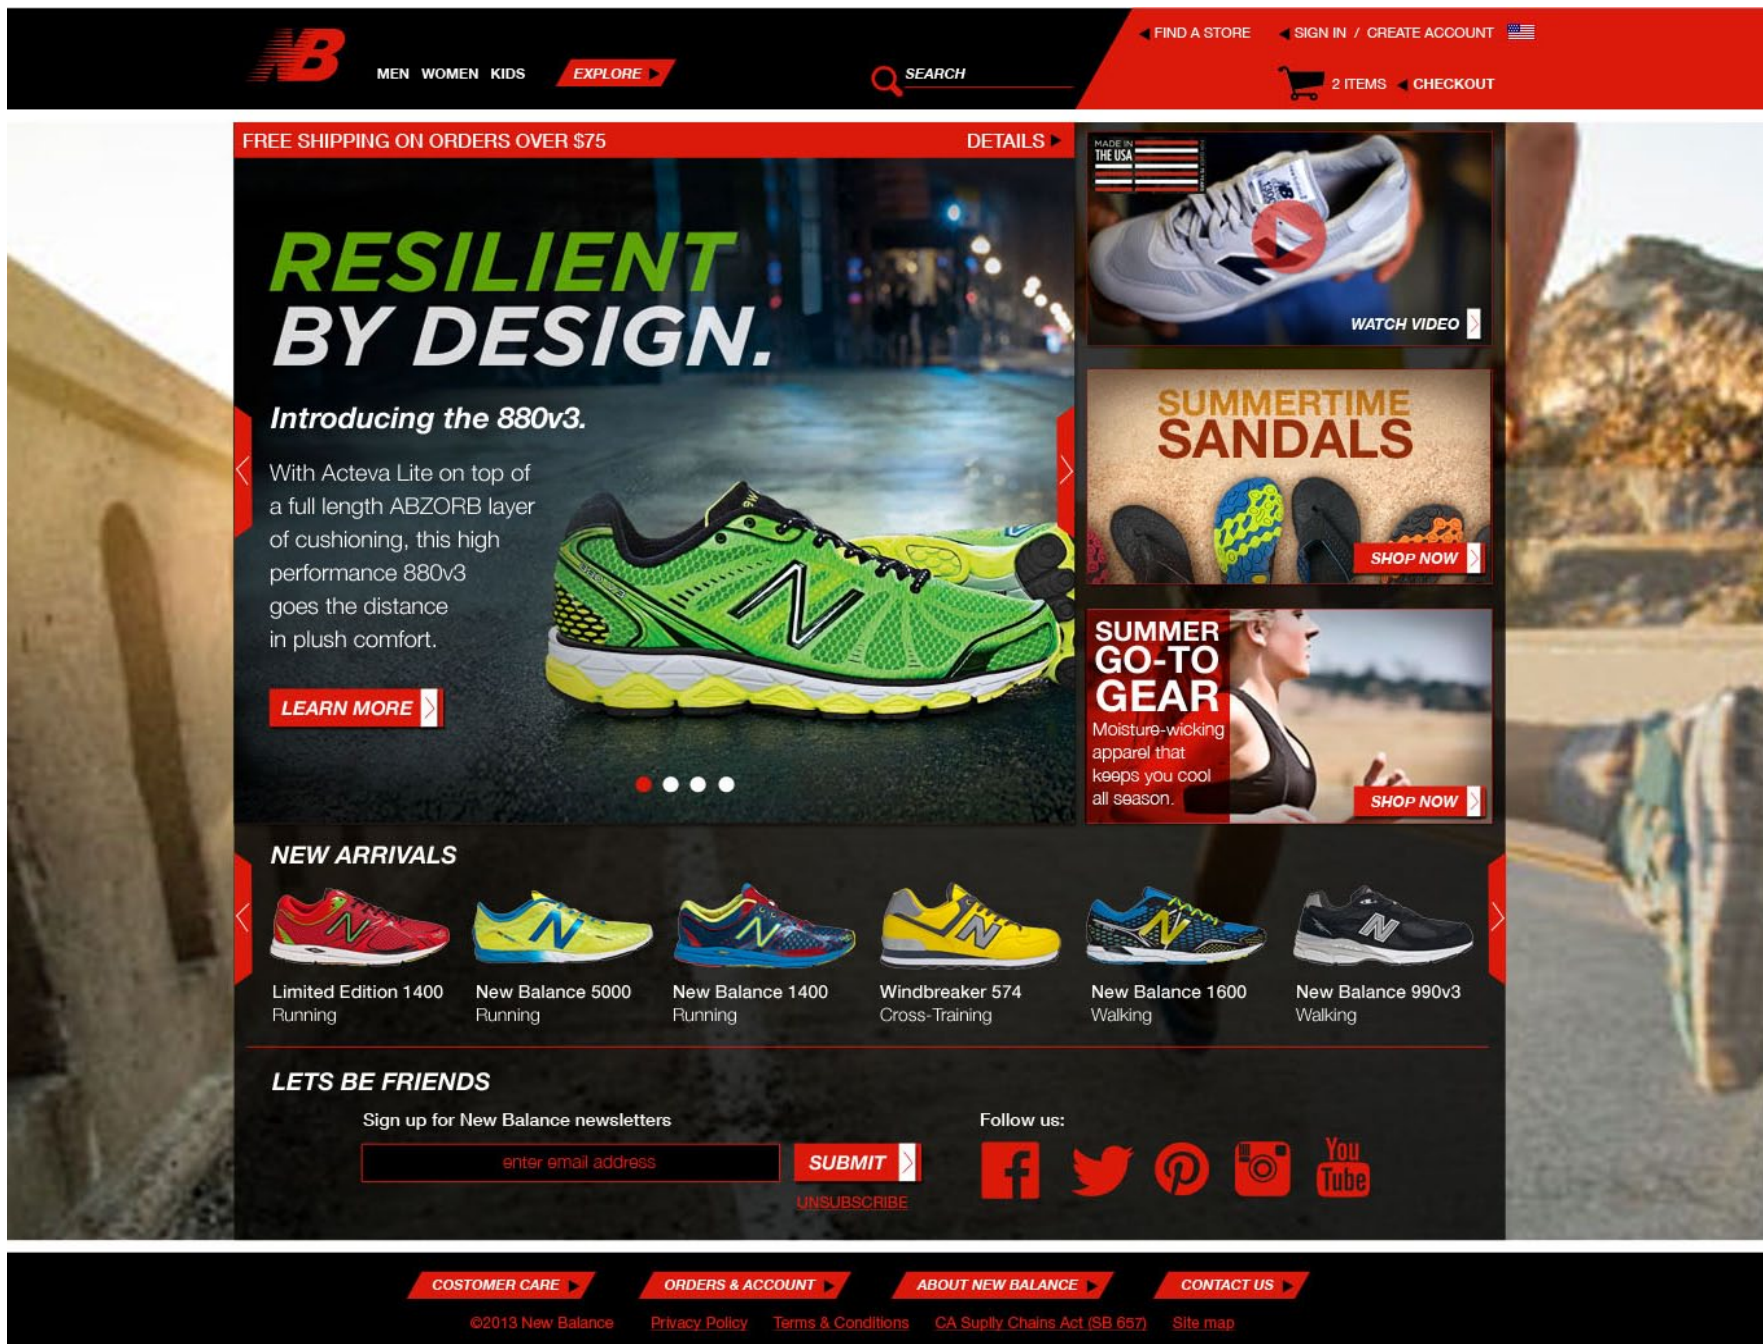 NB
MEN WOMEN KIDS
EXPLORE
SEARCH
FIND A STORE
SIGN IN / CREATE ACCOUNT
2 ITEMS
CHECKOUT
FREE SHIPPING ON ORDERS OVER $75
DETAILS
RESILIENT
BY DESIGN.
Introducing the 880v3.
With Acteva Lite on top of
a full length ABZORB layer
of cushioning, this high
performance 880v3
goes the distance
in plush comfort.
LEARN MORE
MADE IN
THE USA
WATCH VIDEO
SUMMERTIME
SANDALS
SHOP NOW
SUMMER
GO-TO
GEAR
Moisture-wicking
apparel that
keeps you cool
all season.
SHOP NOW
NEW ARRIVALS
Limited Edition 1400
Running
New Balance 5000
Running
New Balance 1400
Running
Windbreaker 574
Cross-Training
New Balance 1600
Walking
New Balance 990v3
Walking
LETS BE FRIENDS
Sign up for New Balance newsletters
enter email address
SUBMIT
UNSUBSCRIBE
Follow us:
You
Tube
COSTOMER CARE
ORDERS & ACCOUNT
ABOUT NEW BALANCE
CONTACT US
©2013 New Balance
Privacy Policy
Terms & Conditions
CA Suplly Chains Act (SB 657)
Site map